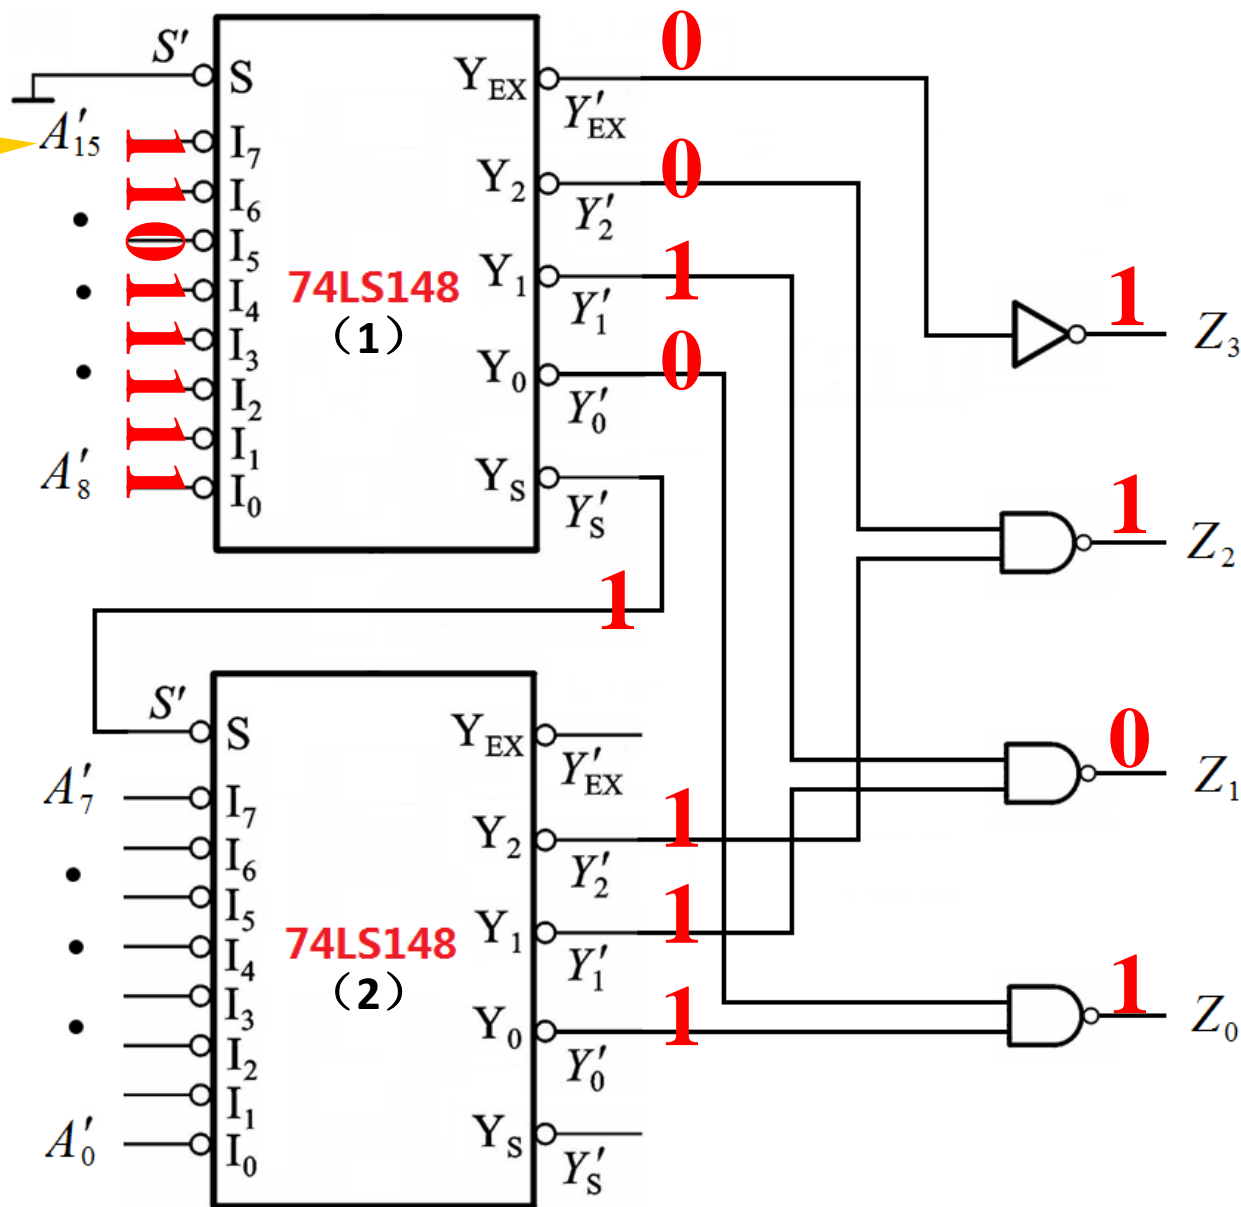 S′ S Y_EX 0
Y′_EX
A′_15 1 I_7
1 I_6 Y_2 0
Y′_2
0 I_5
1 I_4 74LS148 Y_1 1
Y′_1 1 Z_3
1 I_3 (1)
1 I_2 Y_0 0
Y′_0
1 I_1
A′_8 1 I_0 Y_S
Y′_S
1 Z_2
1
S′ S Y_EX
Y′_EX 0 Z_1
A′_7 I_7
I_6 Y_2 1
Y′_2
I_5
I_4 74LS148 Y_1 1
Y′_1
I_3 (2)
I_2 Y_0 1 1 Z_0
Y′_0
I_1
A′_0 I_0 Y_S
Y′_S